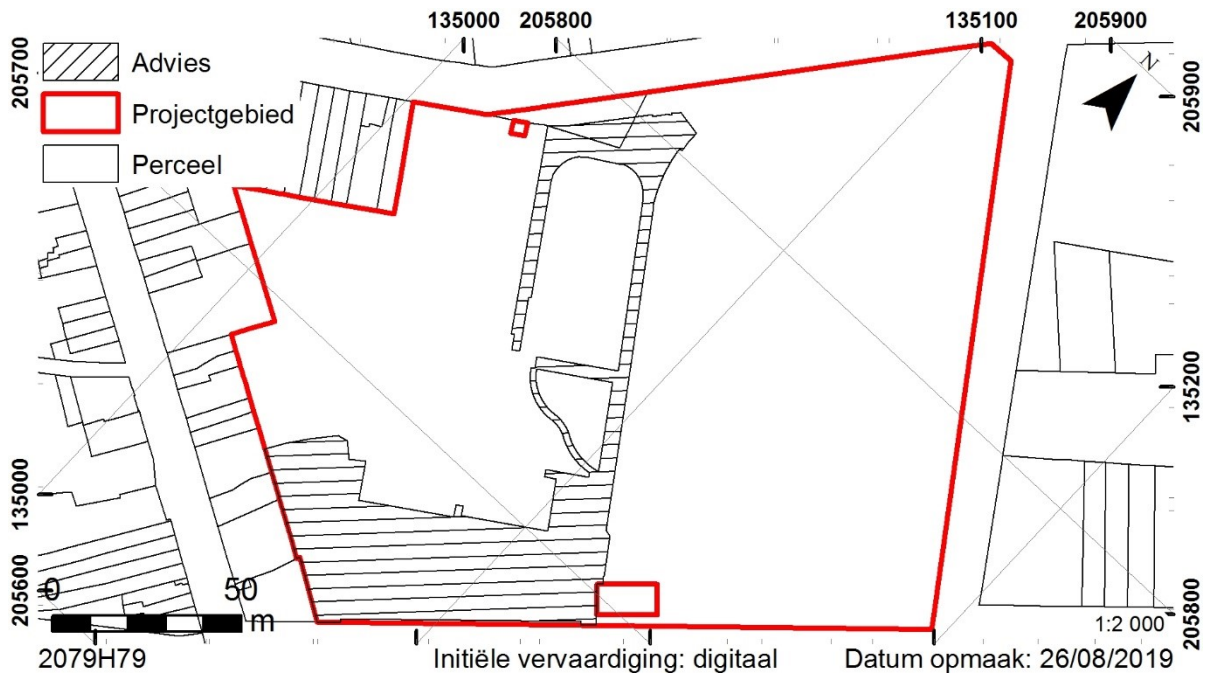 135000 205800 135100 205900
205700
Advies
Projectgebied
Perceel
N
205900
135200
135000
205600
205800
0 50
m
1:2 000
2079H79 Initiële vervaardiging: digitaal Datum opmaak: 26/08/2019